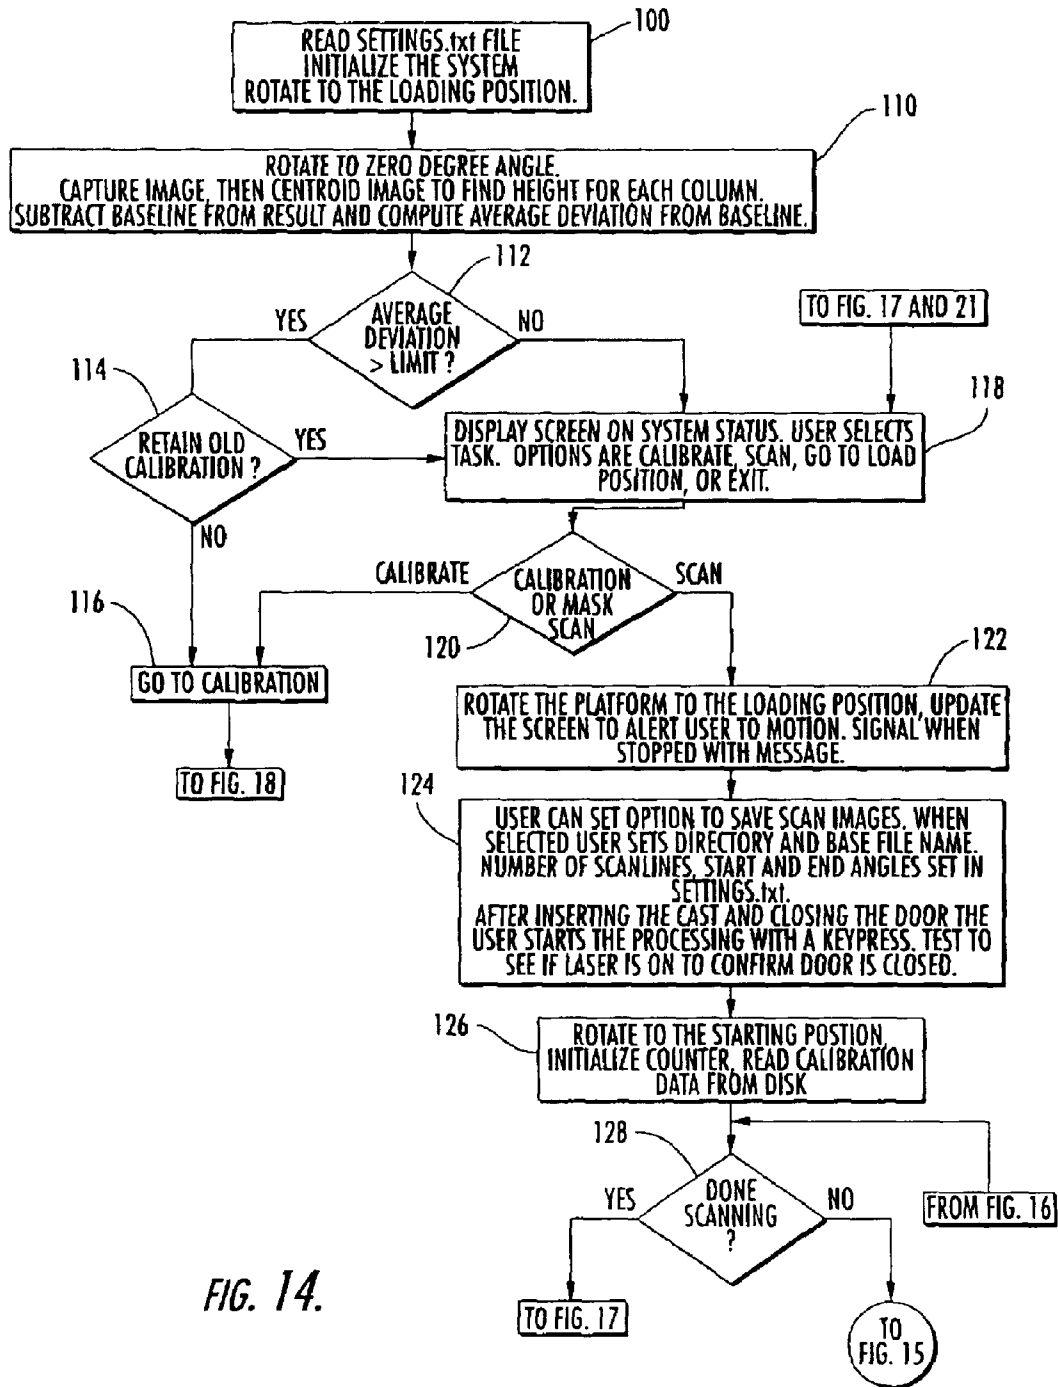 100
READ SETTINGS.txt FILE
INITIALIZE THE SYSTEM
ROTATE TO THE LOADING POSITION.
110
ROTATE TO ZERO DEGREE ANGLE.
CAPTURE IMAGE, THEN CENTROID IMAGE TO FIND HEIGHT FOR EACH COLUMN.
SUBTRACT BASELINE FROM RESULT AND COMPUTE AVERAGE DEVIATION FROM BASELINE.
112
AVERAGE
DEVIATION
> LIMIT ?
YES
NO
TO FIG. 17 AND 21
114
RETAIN OLD
CALIBRATION ?
YES
NO
118
DISPLAY SCREEN ON SYSTEM STATUS. USER SELECTS
TASK. OPTIONS ARE CALIBRATE, SCAN, GO TO LOAD
POSITION, OR EXIT.
CALIBRATE
CALIBRATION
OR MASK
SCAN
SCAN
120
116
GO TO CALIBRATION
TO FIG. 18
122
ROTATE THE PLATFORM TO THE LOADING POSITION, UPDATE
THE SCREEN TO ALERT USER TO MOTION. SIGNAL WHEN
STOPPED WITH MESSAGE.
124
USER CAN SET OPTION TO SAVE SCAN IMAGES. WHEN
SELECTED USER SETS DIRECTORY AND BASE FILE NAME.
NUMBER OF SCANLINES, START AND END ANGLES SET IN
SETTINGS.txt.
AFTER INSERTING THE CAST AND CLOSING THE DOOR THE
USER STARTS THE PROCESSING WITH A KEYPRESS. TEST TO
SEE IF LASER IS ON TO CONFIRM DOOR IS CLOSED.
126
ROTATE TO THE STARTING POSTION,
INITIALIZE COUNTER, READ CALIBRATION
DATA FROM DISK
128
DONE
SCANNING
?
YES
NO
FROM FIG. 16
TO FIG. 17
TO
FIG. 15
FIG. 14.